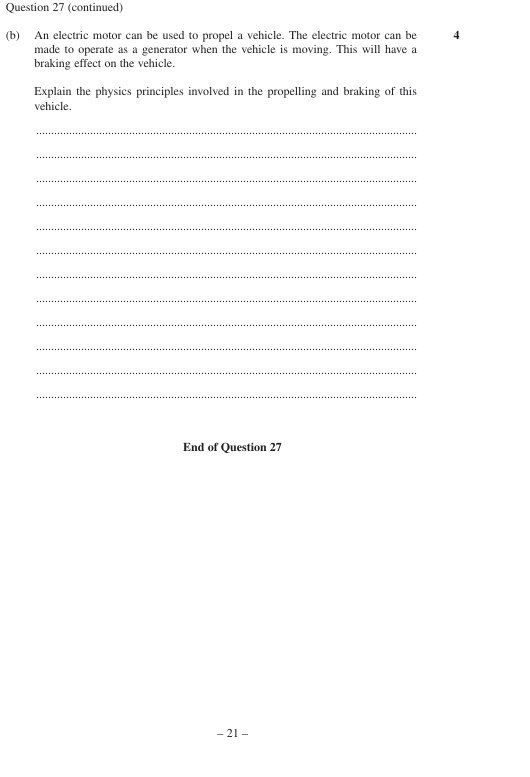 Question 27 (continued)
(b) An electric motor can be used to propel a vehicle. The electric motor can be 4
made to operate as a generator when the vehicle is moving. This will have a
braking effect on the vehicle.
Explain the physics principles involved in the propelling and braking of this
vehicle.
End of Question 27
– 21 –